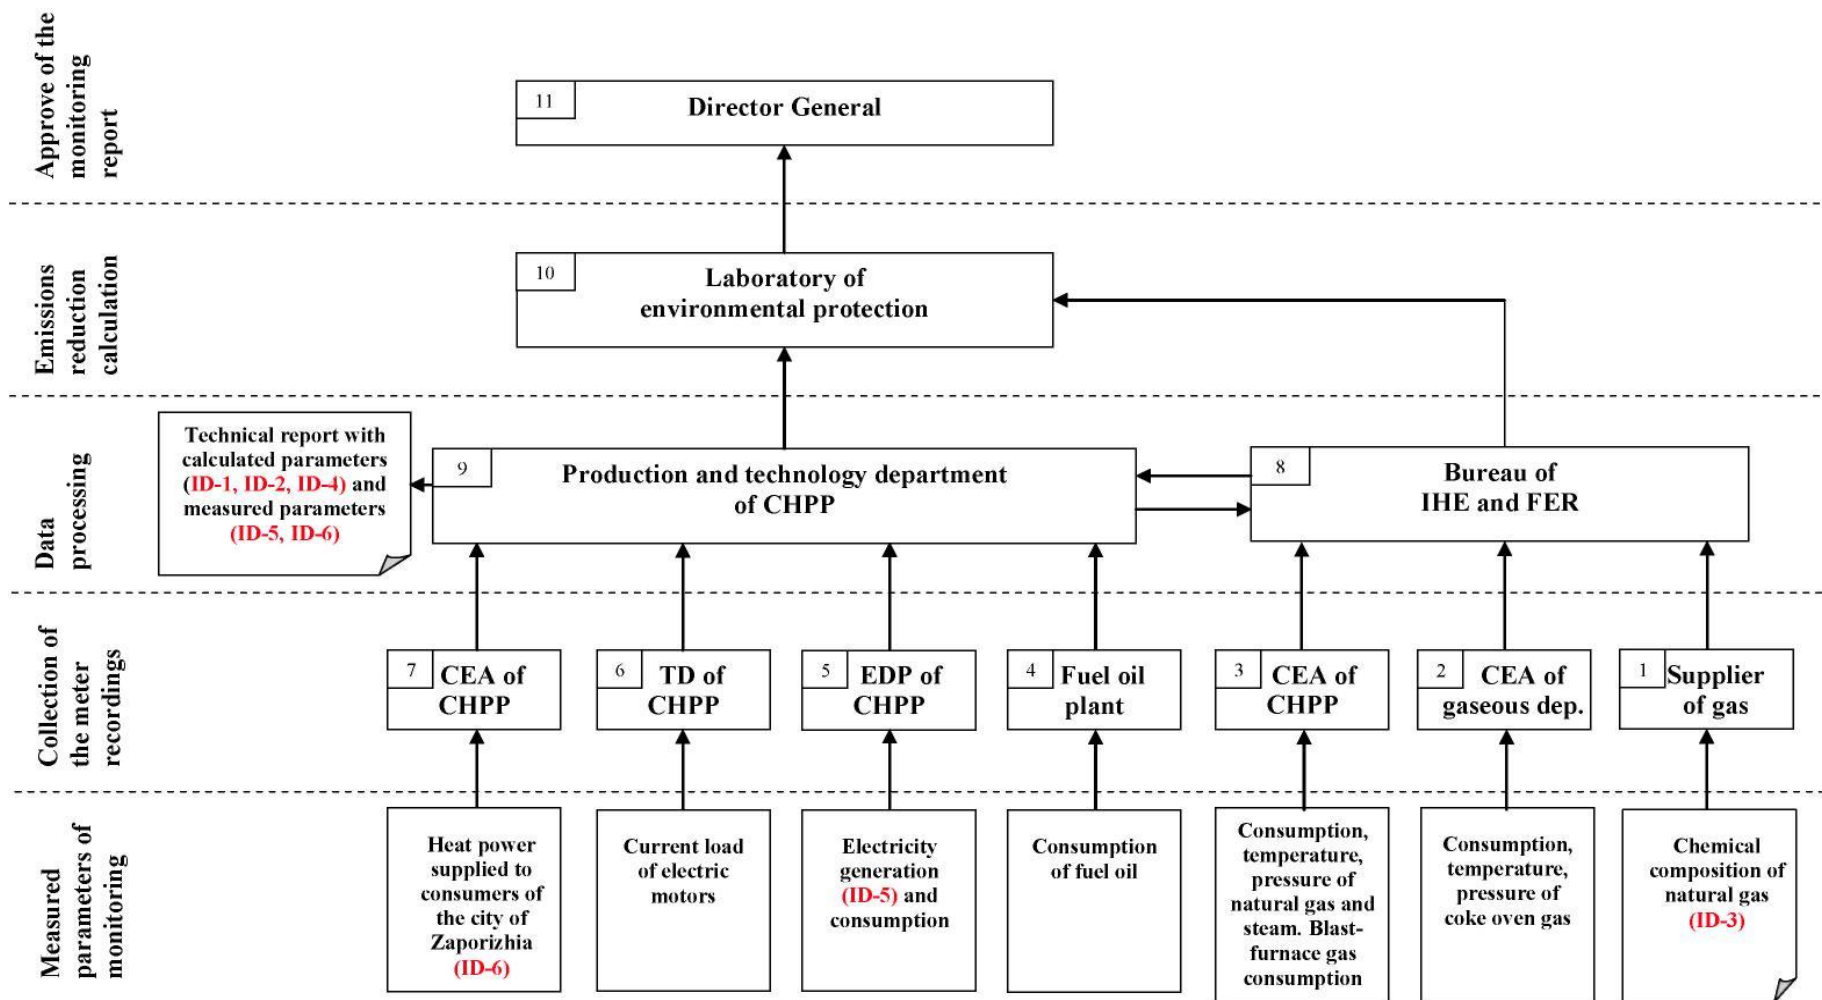 Approve of the
monitoring
report
11
Director General
Emissions
reduction
calculation
10
Laboratory of
environmental protection
Data
processing
Technical report with
calculated parameters
(ID-1, ID-2, ID-4) and
measured parameters
(ID-5, ID-6)
9
Production and technology department
of CHPP
8
Bureau of
IHE and FER
Collection of
the meter
recordings
7
CEA of
CHPP
6
TD of
CHPP
5
EDP of
CHPP
4
Fuel oil
plant
3
CEA of
CHPP
2
CEA of
gaseous dep.
1
Supplier
of gas
Measured
parameters of
monitoring
Heat power
supplied to
consumers of
the city of
Zaporizhia
(ID-6)
Current load
of electric
motors
Electricity
generation
(ID-5) and
consumption
Consumption
of fuel oil
Consumption,
temperature,
pressure of
natural gas and
steam. Blast-
furnace gas
consumption
Consumption,
temperature,
pressure of
coke oven gas
Chemical
composition of
natural gas
(ID-3)